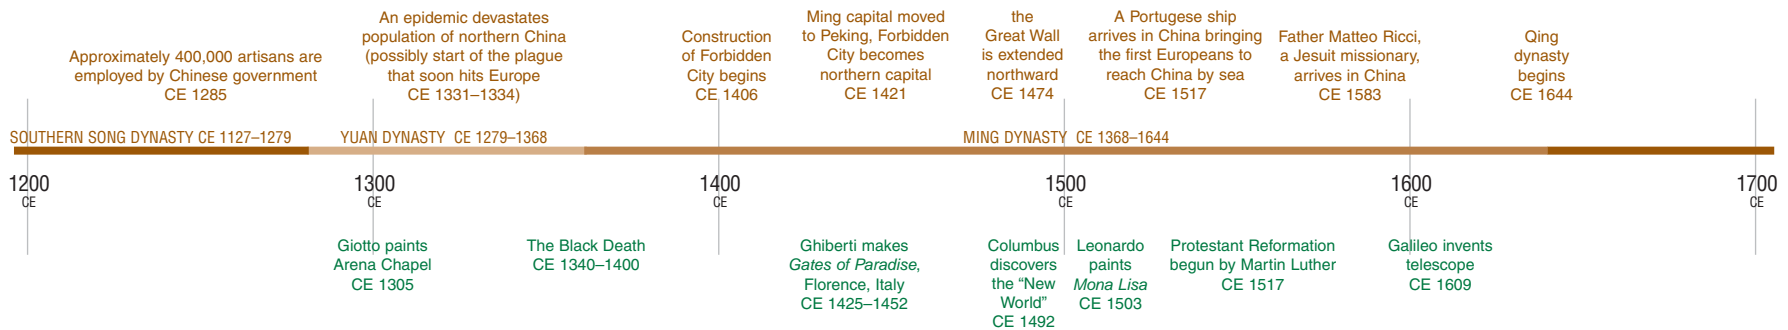 Approximately 400,000 artisans are
employed by Chinese government
CE 1285
An epidemic devastates
population of northern China
(possibly start of the plague
that soon hits Europe
CE 1331–1334)
Construction
of Forbidden
City begins
CE 1406
Ming capital moved
to Peking, Forbidden
City becomes
northern capital
CE 1421
the
Great Wall
is extended
northward
CE 1474
A Portugese ship
arrives in China bringing
the first Europeans to
reach China by sea
CE 1517
Father Matteo Ricci,
a Jesuit missionary,
arrives in China
CE 1583
Qing
dynasty
begins
CE 1644
SOUTHERN SONG DYNASTY CE 1127–1279
YUAN DYNASTY CE 1279–1368
MING DYNASTY CE 1368–1644
1200
CE
1300
CE
1400
CE
1500
CE
1600
CE
1700
CE
Giotto paints
Arena Chapel
CE 1305
The Black Death
CE 1340–1400
Ghiberti makes
Gates of Paradise,
Florence, Italy
CE 1425–1452
Columbus
discovers
the “New
World”
CE 1492
Leonardo
paints
Mona Lisa
CE 1503
Protestant Reformation
begun by Martin Luther
CE 1517
Galileo invents
telescope
CE 1609